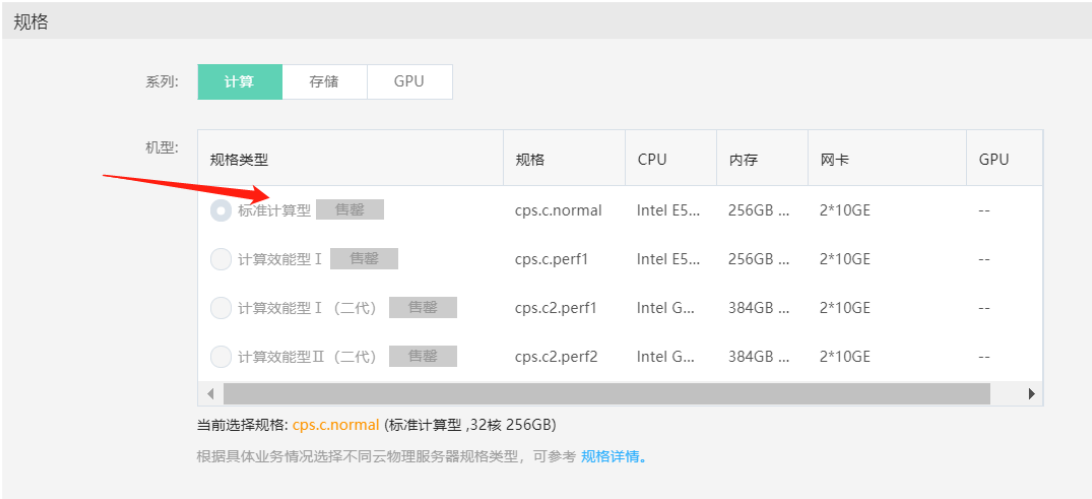 规格
系列: 计算 存储 GPU
机型: 规格类型 规格 CPU 内存 网卡 GPU
标准计算型 售罄 cps.c.normal Intel E5... 256GB ... 2*10GE --
计算效能型Ⅰ 售罄 cps.c.perf1 Intel E5... 256GB ... 2*10GE --
计算效能型Ⅰ（二代） 售罄 cps.c2.perf1 Intel G... 384GB ... 2*10GE --
计算效能型Ⅱ（二代） 售罄 cps.c2.perf2 Intel G... 384GB ... 2*10GE --
当前选择规格: cps.c.normal (标准计算型 ,32核 256GB)
根据具体业务情况选择不同云物理服务器规格类型，可参考 规格详情。